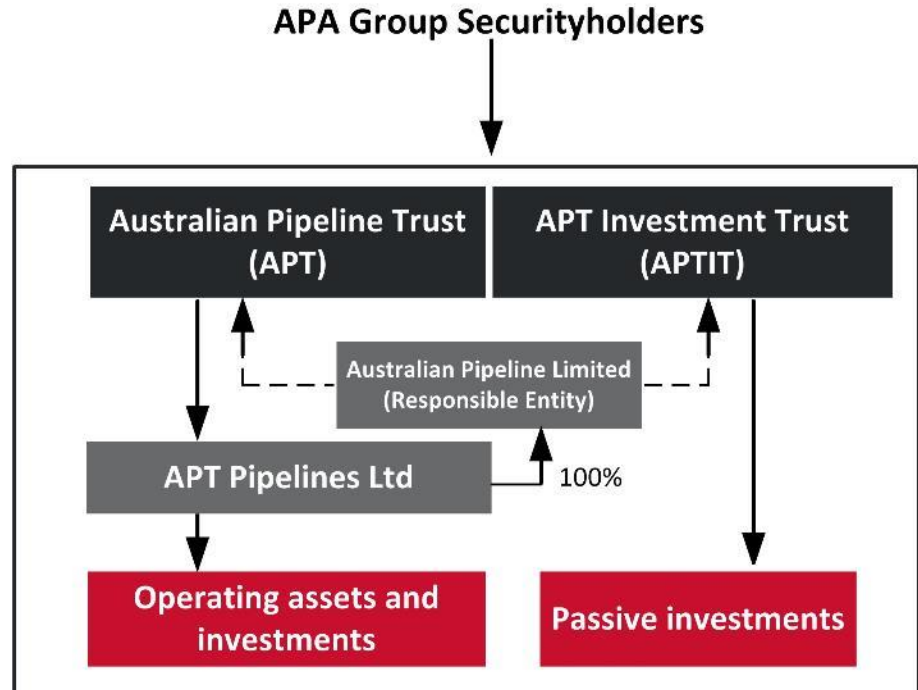 APA Group Securityholders
Australian Pipeline Trust
(APT)
APT Investment Trust
(APTIT)
Australian Pipeline Limited
(Responsible Entity)
APT Pipelines Ltd
100%
Operating assets and
investments
Passive investments